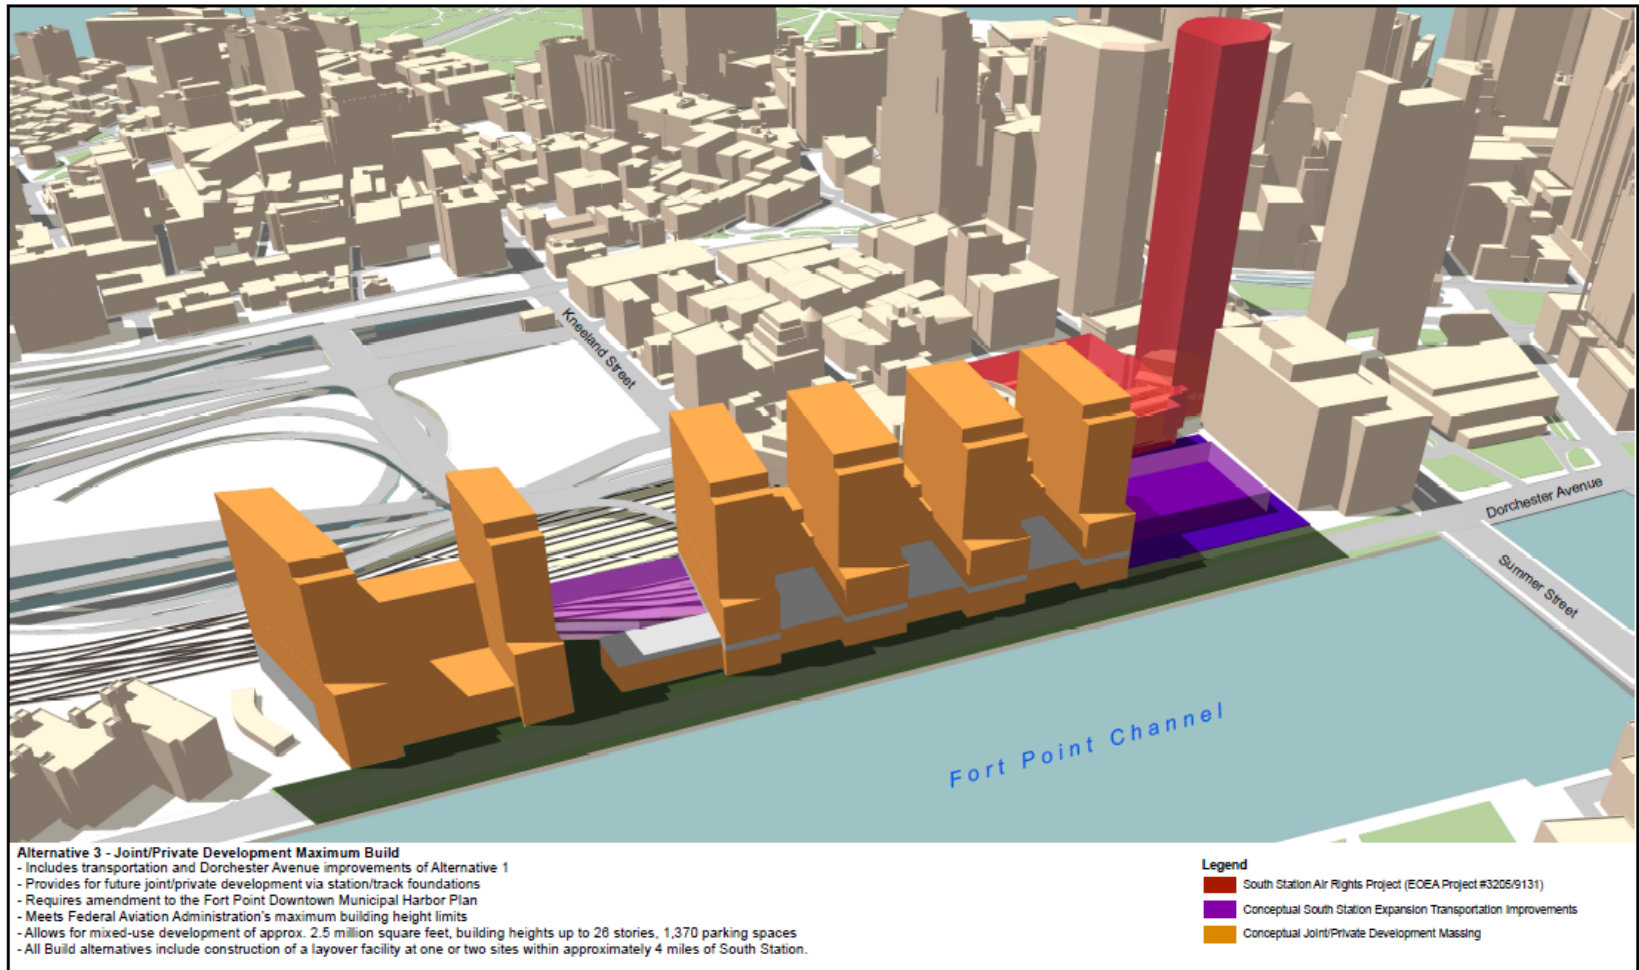 Kneeland Street
Dorchester Avenue
Summer Street
Fort Point Channel
Alternative 3 - Joint/Private Development Maximum Build
- Includes transportation and Dorchester Avenue improvements of Alternative 1
- Provides for future joint/private development via station/track foundations
- Requires amendment to the Fort Point Downtown Municipal Harbor Plan
- Meets Federal Aviation Administration's maximum building height limits
- Allows for mixed-use development of approx. 2.5 million square feet, building heights up to 26 stories, 1,370 parking spaces
- All Build alternatives include construction of a layover facility at one or two sites within approximately 4 miles of South Station.
Legend
South Station Air Rights Project (EOEA Project #3205/9131)
Conceptual South Station Expansion Transportation Improvements
Conceptual Joint/Private Development Massing